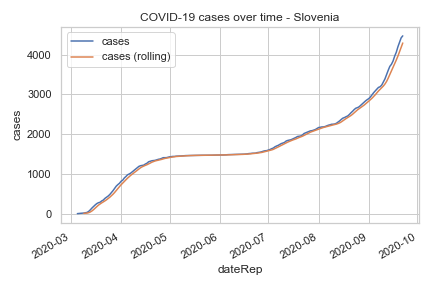 COVID-19 cases over time - Slovenia
cases
cases (rolling)
4000
3000
2000
1000
0
cases
2020-03
2020-04
2020-05
2020-06
2020-07
2020-08
2020-09
2020-10
dateRep